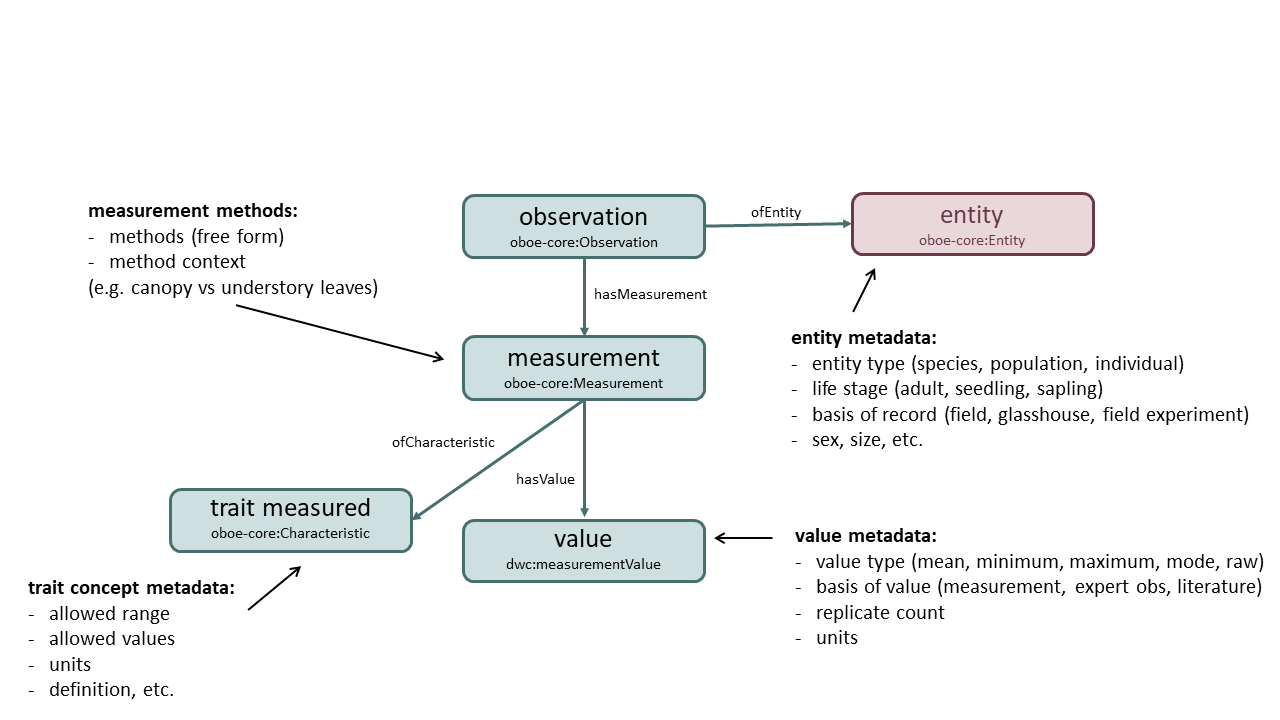 observation
oboe-core:Observation
ofEntity
entity
oboe-core:Entity
measurement methods:
- methods (free form)
- method context
(e.g. canopy vs understory leaves)
hasMeasurement
measurement
oboe-core:Measurement
entity metadata:
- entity type (species, population, individual)
- life stage (adult, seedling, sapling)
- basis of record (field, glasshouse, field experiment)
- sex, size, etc.
ofCharacteristic
hasValue
trait measured
oboe-core:Characteristic
value
dwc:measurementValue
value metadata:
- value type (mean, minimum, maximum, mode, raw)
- basis of value (measurement, expert obs, literature)
- replicate count
- units
trait concept metadata:
- allowed range
- allowed values
- units
- definition, etc.